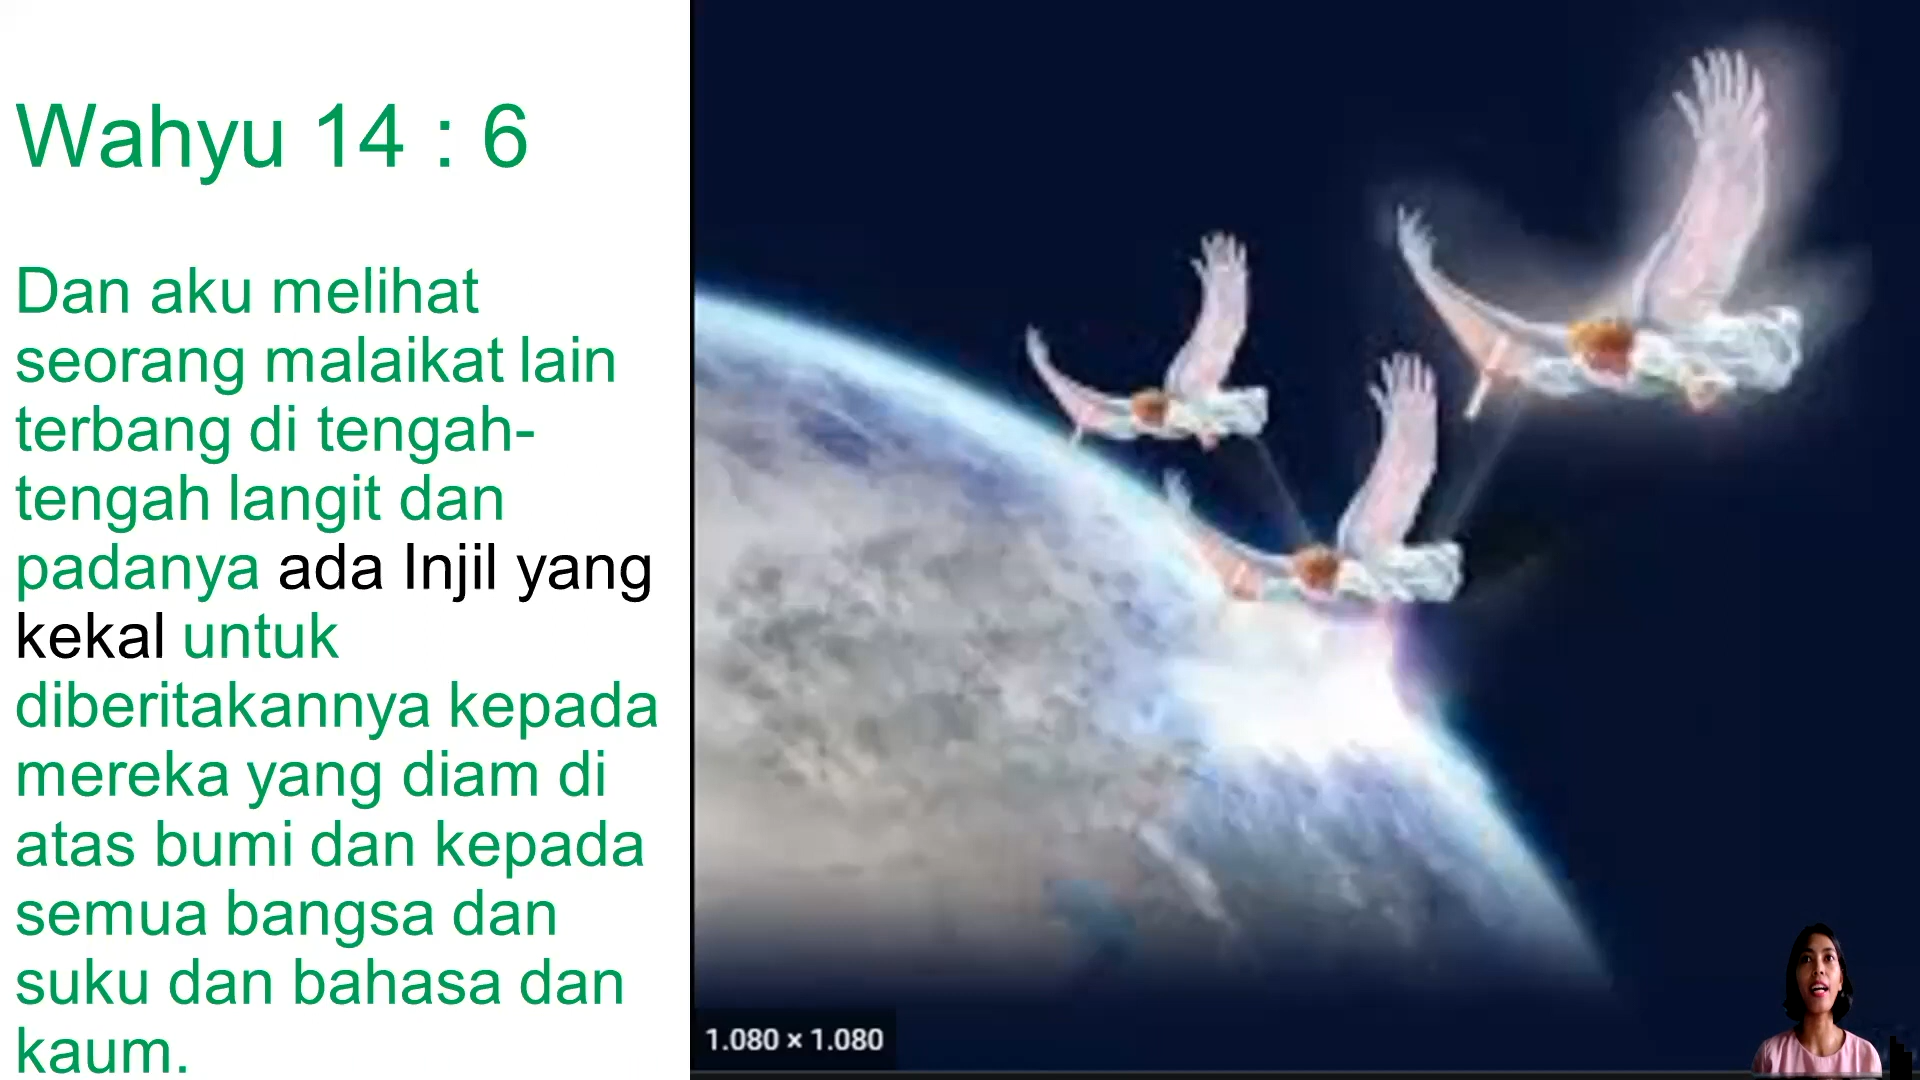 Wahyu 14 : 6
Dan aku melihat
seorang malaikat lain
terbang di tengah-
tengah langit dan
padanya ada Injil yang
kekal untuk
diberitakannya kepada
mereka yang diam di
atas bumi dan kepada
semua bangsa dan
suku dan bahasa dan
kaum.
1.080 × 1.080